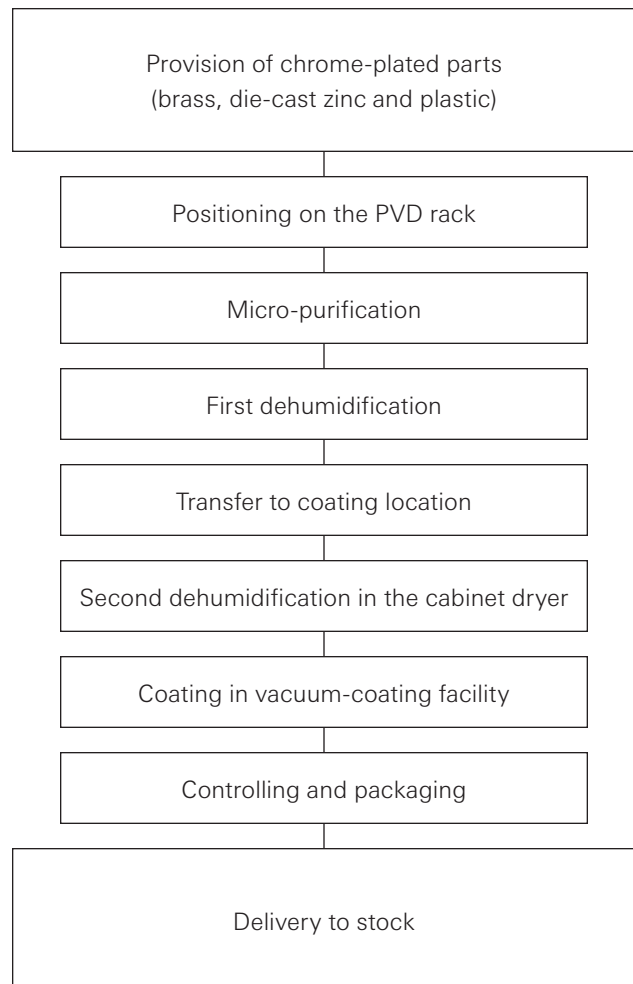 Provision of chrome-plated parts
(brass, die-cast zinc and plastic)
Positioning on the PVD rack
Micro-purification
First dehumidification
Transfer to coating location
Second dehumidification in the cabinet dryer
Coating in vacuum-coating facility
Controlling and packaging
Delivery to stock